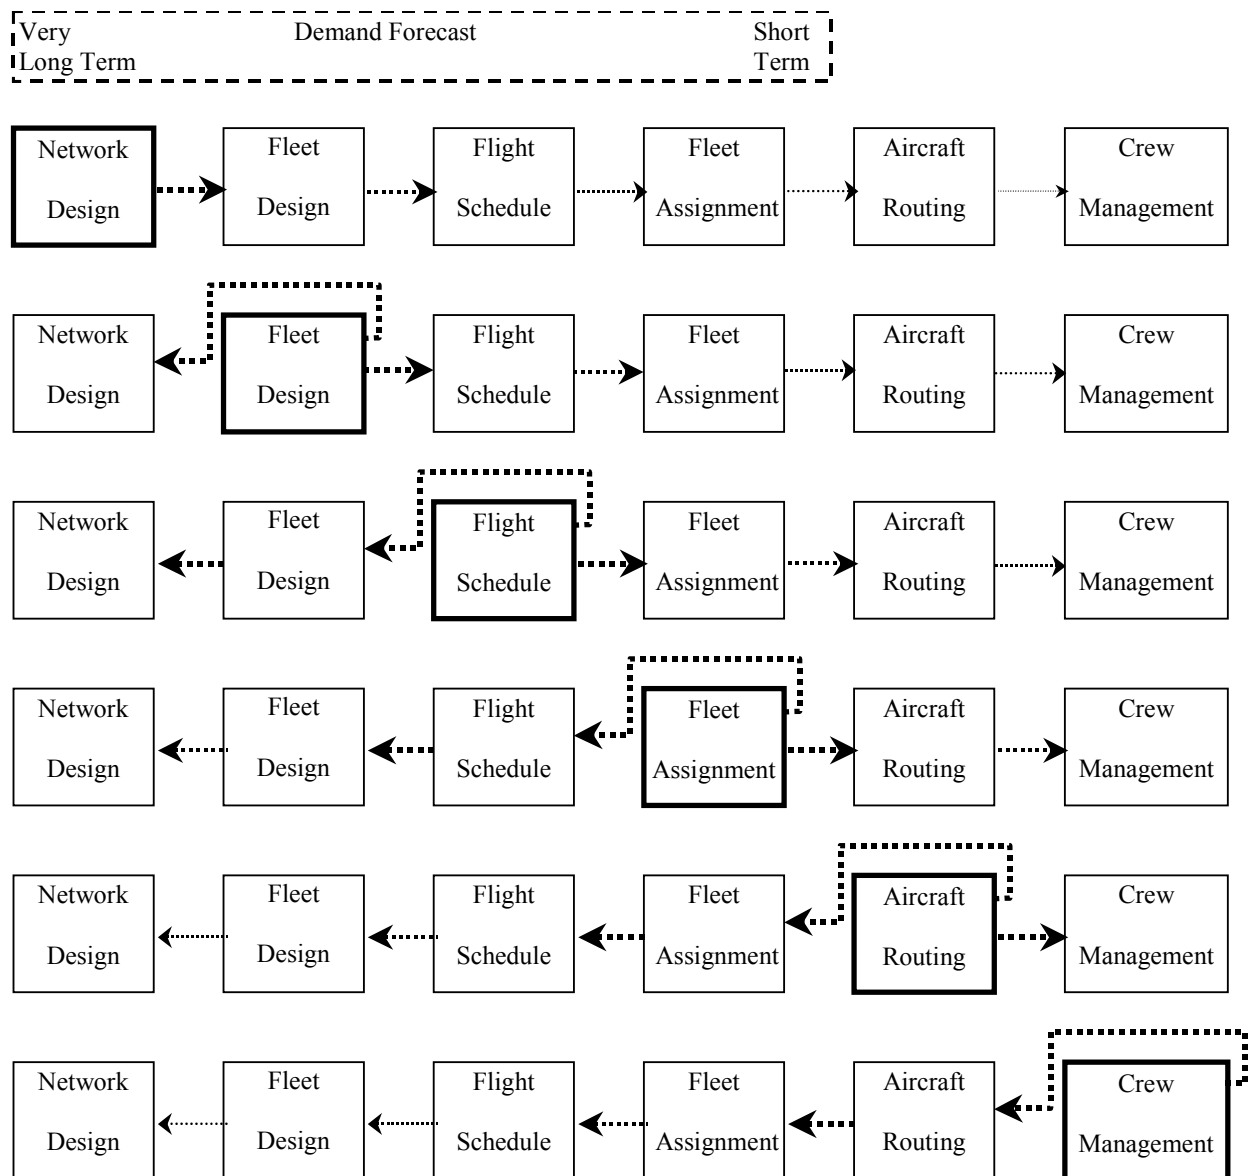 Very Demand Forecast Short
Long Term Term
Network Fleet Flight Fleet Aircraft Crew
Design Design Schedule Assignment Routing Management
Network Fleet Flight Fleet Aircraft Crew
Design Design Schedule Assignment Routing Management
Network Fleet Flight Fleet Aircraft Crew
Design Design Schedule Assignment Routing Management
Network Fleet Flight Fleet Aircraft Crew
Design Design Schedule Assignment Routing Management
Network Fleet Flight Fleet Aircraft Crew
Design Design Schedule Assignment Routing Management
Network Fleet Flight Fleet Aircraft Crew
Design Design Schedule Assignment Routing Management